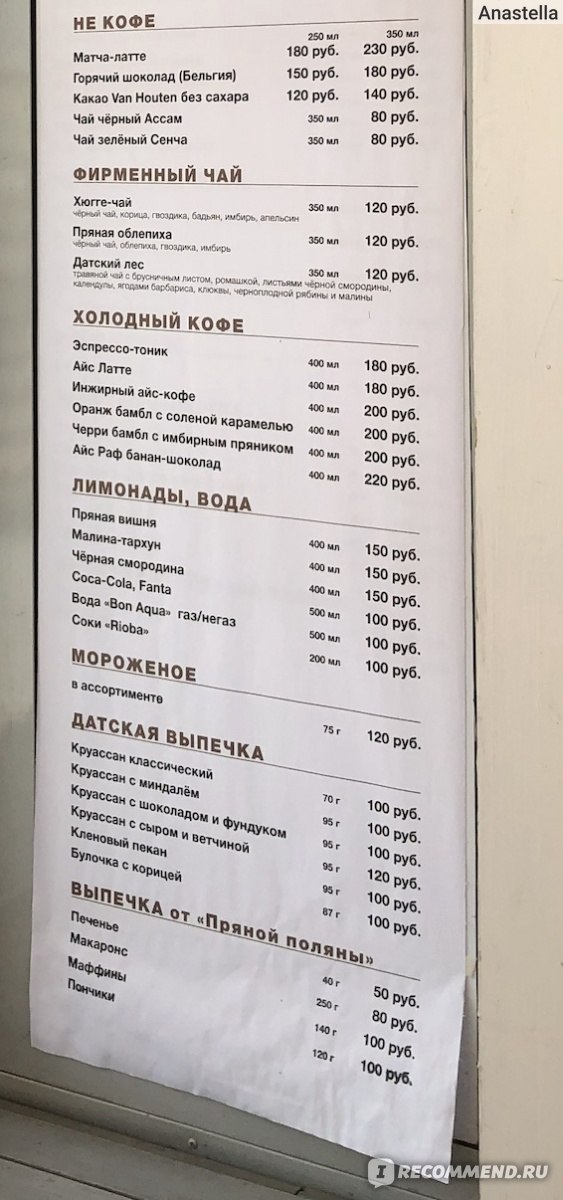 Anastella
НЕ КОФЕ
250 мл 350 мл
Матча-латте 180 руб. 230 руб.
Горячий шоколад (Бельгия) 150 руб. 180 руб.
Какао Van Houten без сахара 120 руб. 140 руб.
Чай чёрный Ассам 350 мл 80 руб.
Чай зелёный Сенча 350 мл 80 руб.
ФИРМЕННЫЙ ЧАЙ
Хюгге-чай 350 мл 120 руб.
чёрный чай, корица, гвоздика, бадьян, имбирь, апельсин
Пряная облепиха 350 мл 120 руб.
чёрный чай, облепиха, гвоздика, имбирь
Датский лес 350 мл 120 руб.
травяной чай с брусничным листом, ромашкой, листьями чёрной смородины,
календулы, ягодами барбариса, клюквы, черноплодной рябины и малины
ХОЛОДНЫЙ КОФЕ
Эспрессо-тоник 400 мл 180 руб.
Айс Латте 400 мл 180 руб.
Инжирный айс-кофе 400 мл 200 руб.
Оранж бамбл с соленой карамелью 400 мл 200 руб.
Черри бамбл с имбирным пряником 400 мл 200 руб.
Айс Раф банан-шоколад 400 мл 220 руб.
ЛИМОНАДЫ, ВОДА
Пряная вишня 400 мл 150 руб.
Малина-тархун 400 мл 150 руб.
Чёрная смородина 400 мл 150 руб.
Coca-Cola, Fanta 500 мл 100 руб.
Вода «Bon Aqua» газ/негаз 500 мл 100 руб.
Соки «Rioba» 200 мл 100 руб.
МОРОЖЕНОЕ
в ассортименте 75 г 120 руб.
ДАТСКАЯ ВЫПЕЧКА
Круассан классический 70 г 100 руб.
Круассан с миндалём 95 г 100 руб.
Круассан с шоколадом и фундуком 95 г 100 руб.
Круассан с сыром и ветчиной 95 г 120 руб.
Кленовый пекан 95 г 100 руб.
Булочка с корицей 87 г 100 руб.
ВЫПЕЧКА от «Пряной поляны»
Печенье 40 г 50 руб.
Макаронс 250 г 80 руб.
Маффины 140 г 100 руб.
Пончики 120 г 100 руб.
IRECOMMEND.RU